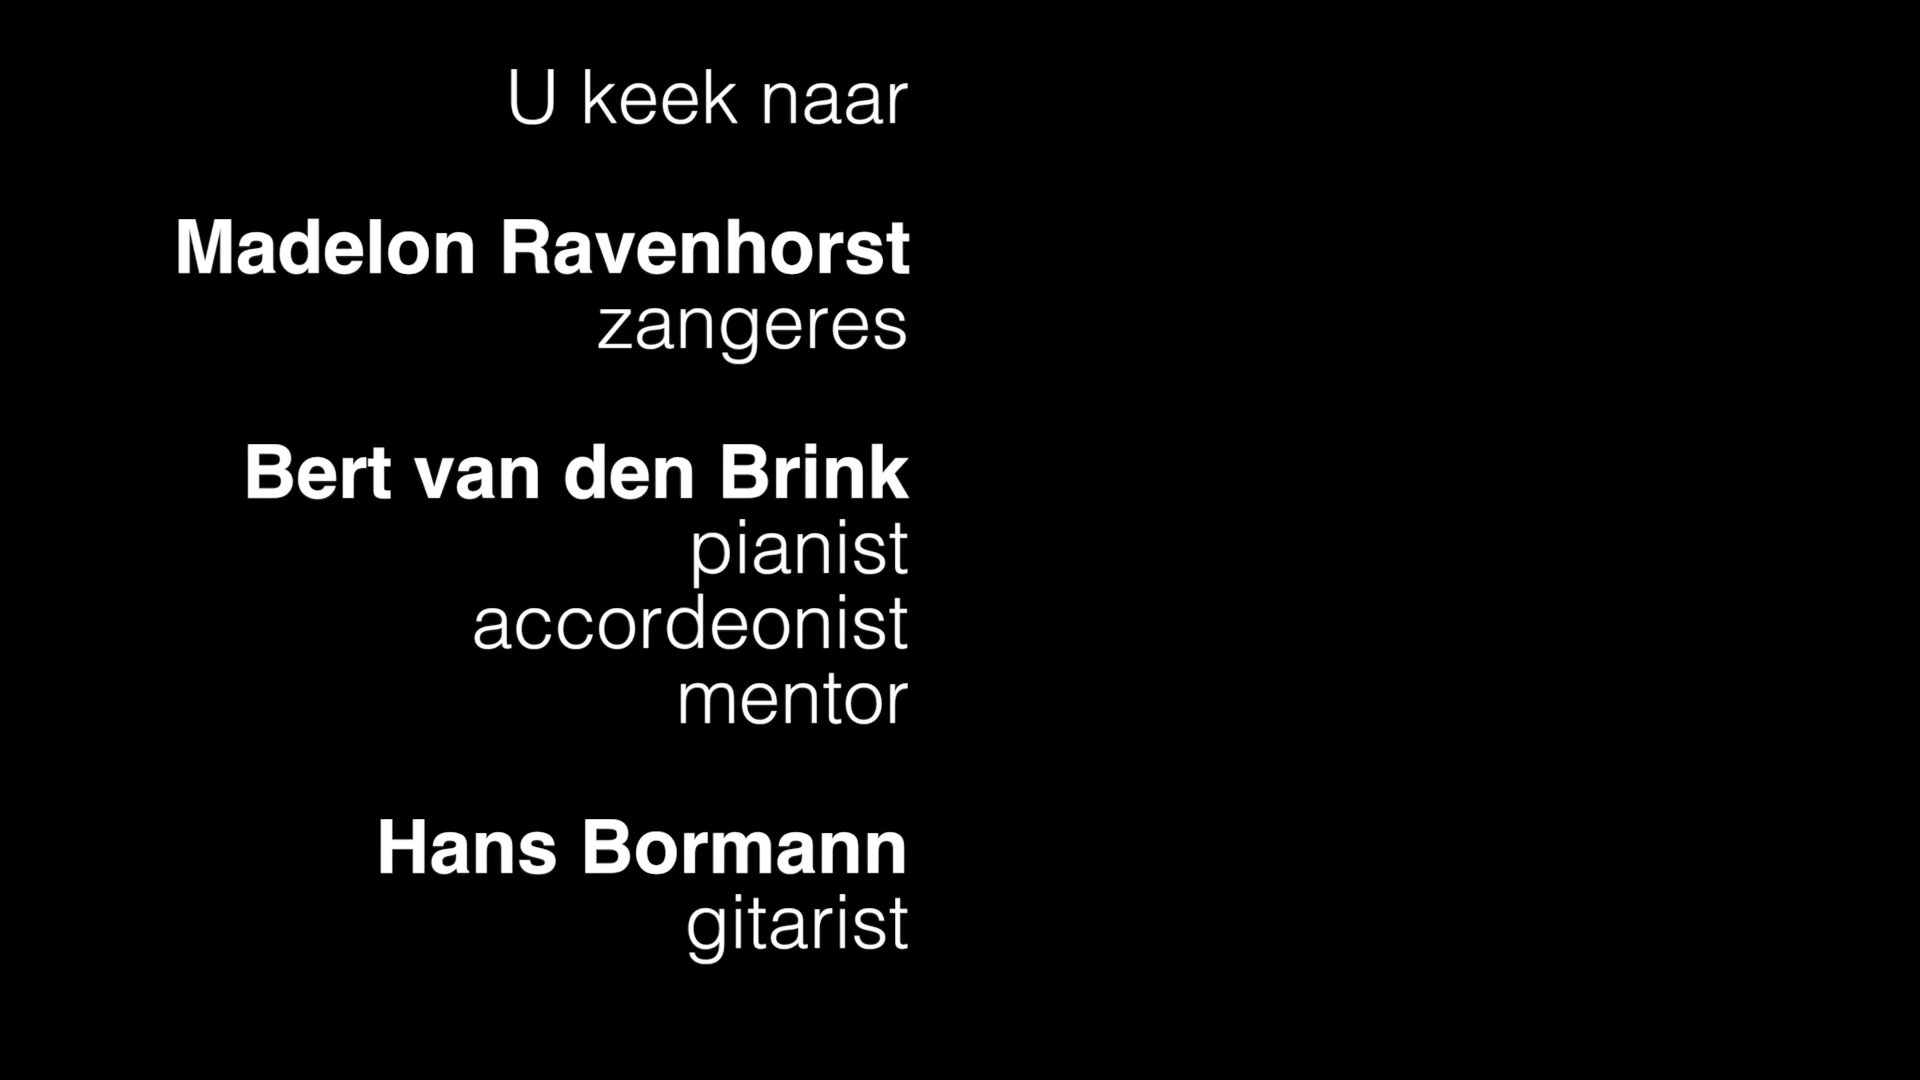 U keek naar
Madelon Ravenhorst
zangeres
Bert van den Brink
pianist
accordeonist
mentor
Hans Bormann
gitarist